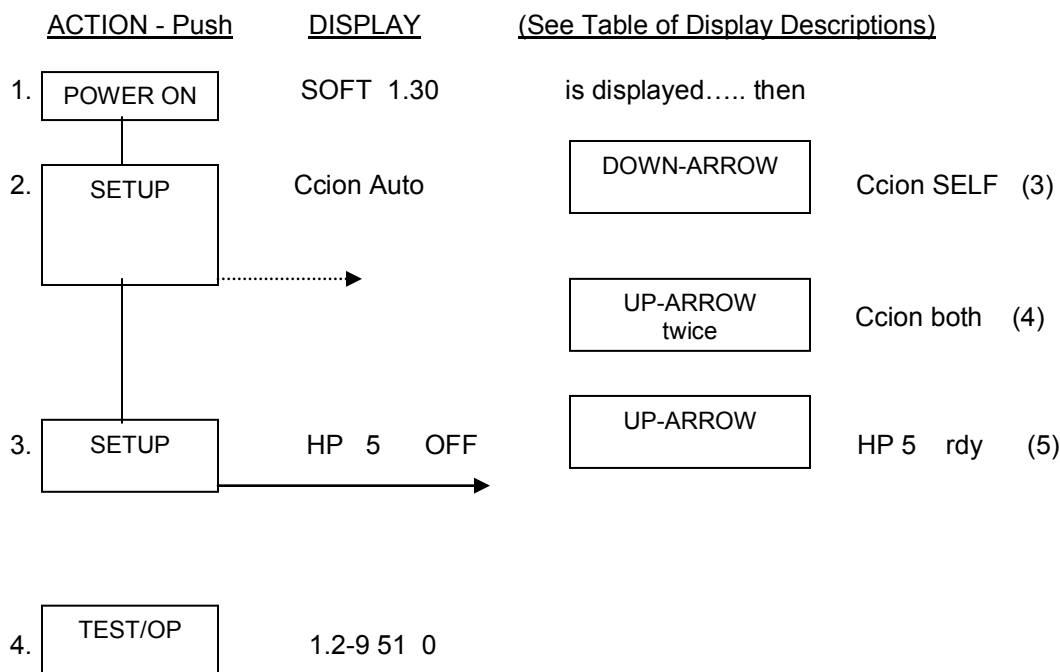 ACTION - Push DISPLAY (See Table of Display Descriptions)
1. POWER ON SOFT 1.30 is displayed….. then
2. SETUP Ccion Auto DOWN-ARROW Ccion SELF (3)
UP-ARROW
twice Ccion both (4)
3. SETUP HP 5 OFF UP-ARROW HP 5 rdy (5)
4. TEST/OP 1.2-9 51 0